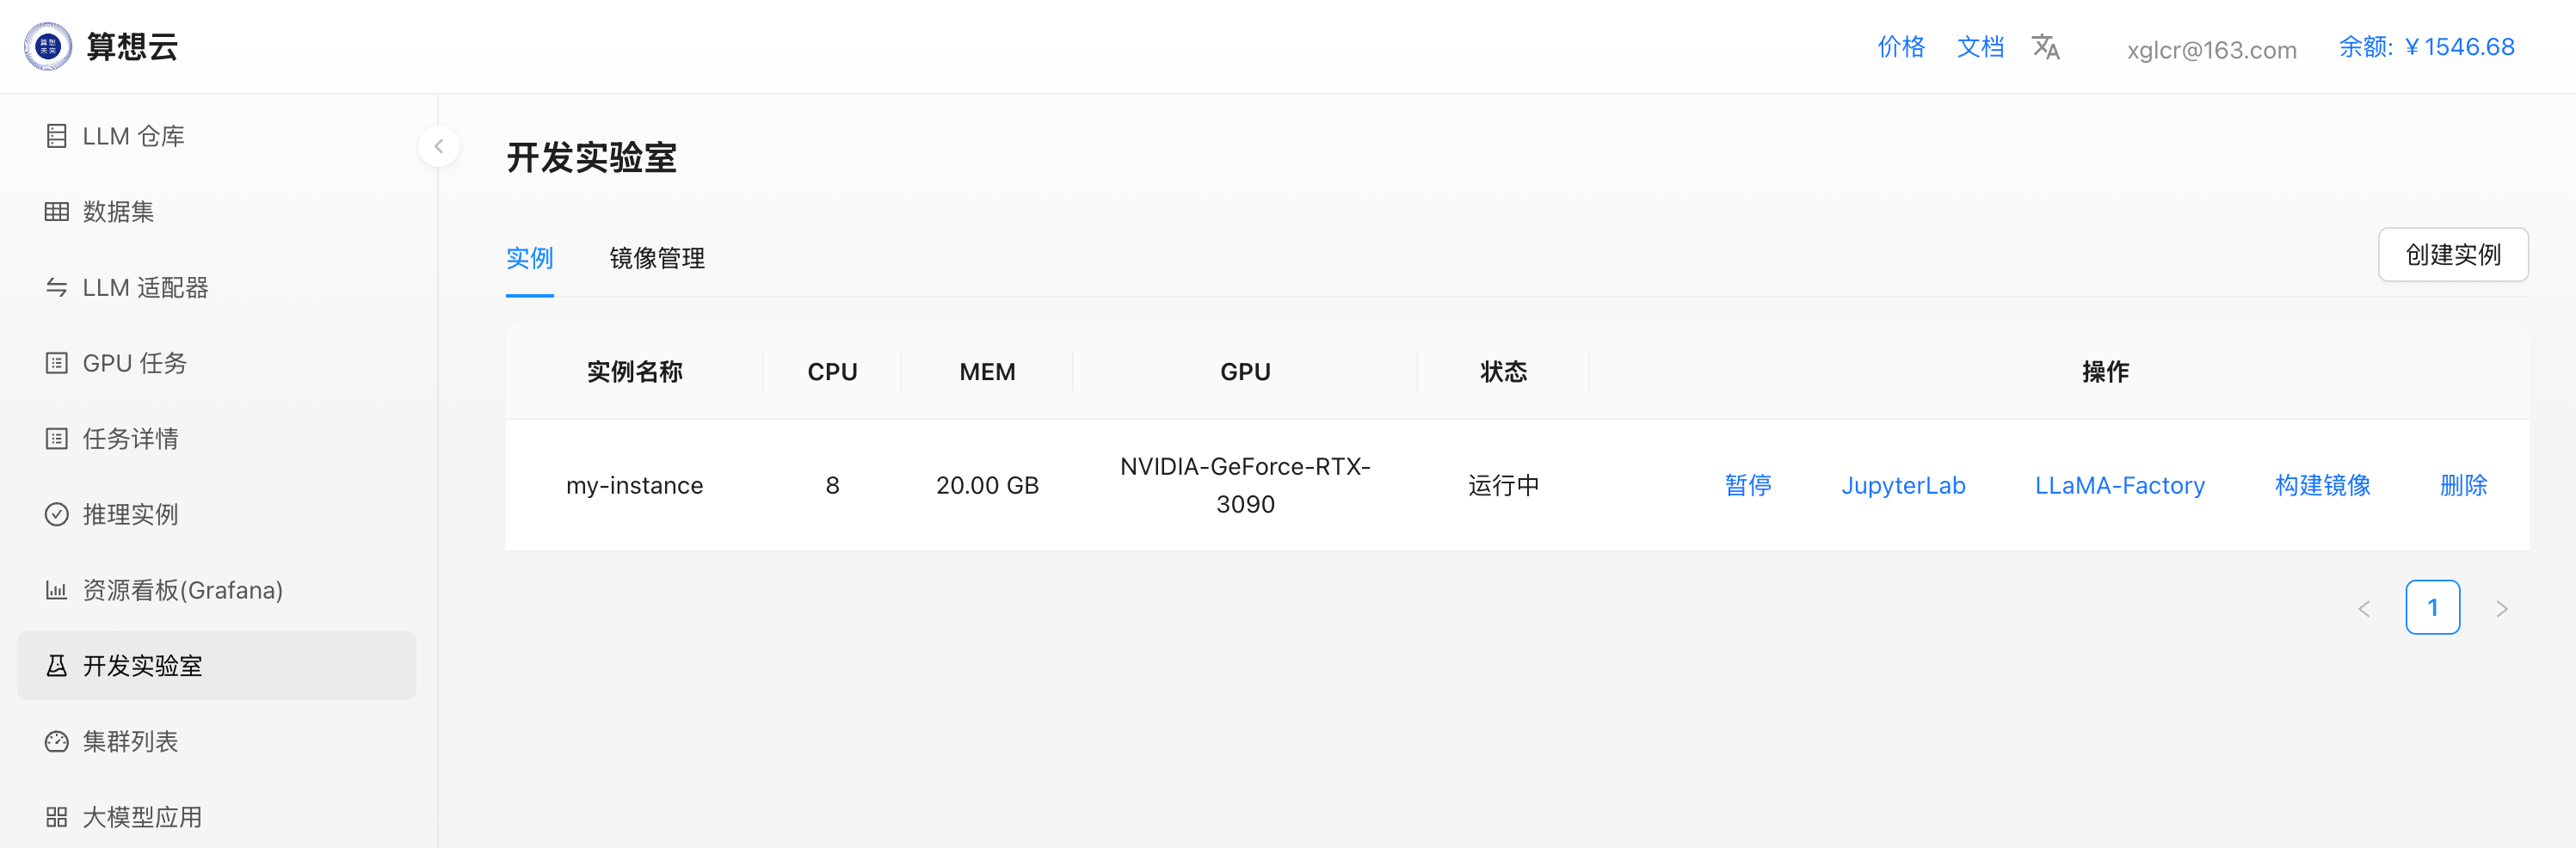 算想未来
算想云
价格 文档 xglcr@163.com 余额: ¥1546.68
LLM 仓库
数据集
LLM 适配器
GPU 任务
任务详情
推理实例
资源看板(Grafana)
开发实验室
集群列表
大模型应用
开发实验室
实例 镜像管理 创建实例
实例名称 CPU MEM GPU 状态 操作
my-instance 8 20.00 GB NVIDIA-GeForce-RTX-3090 运行中 暂停 JupyterLab LLaMA-Factory 构建镜像 删除
1